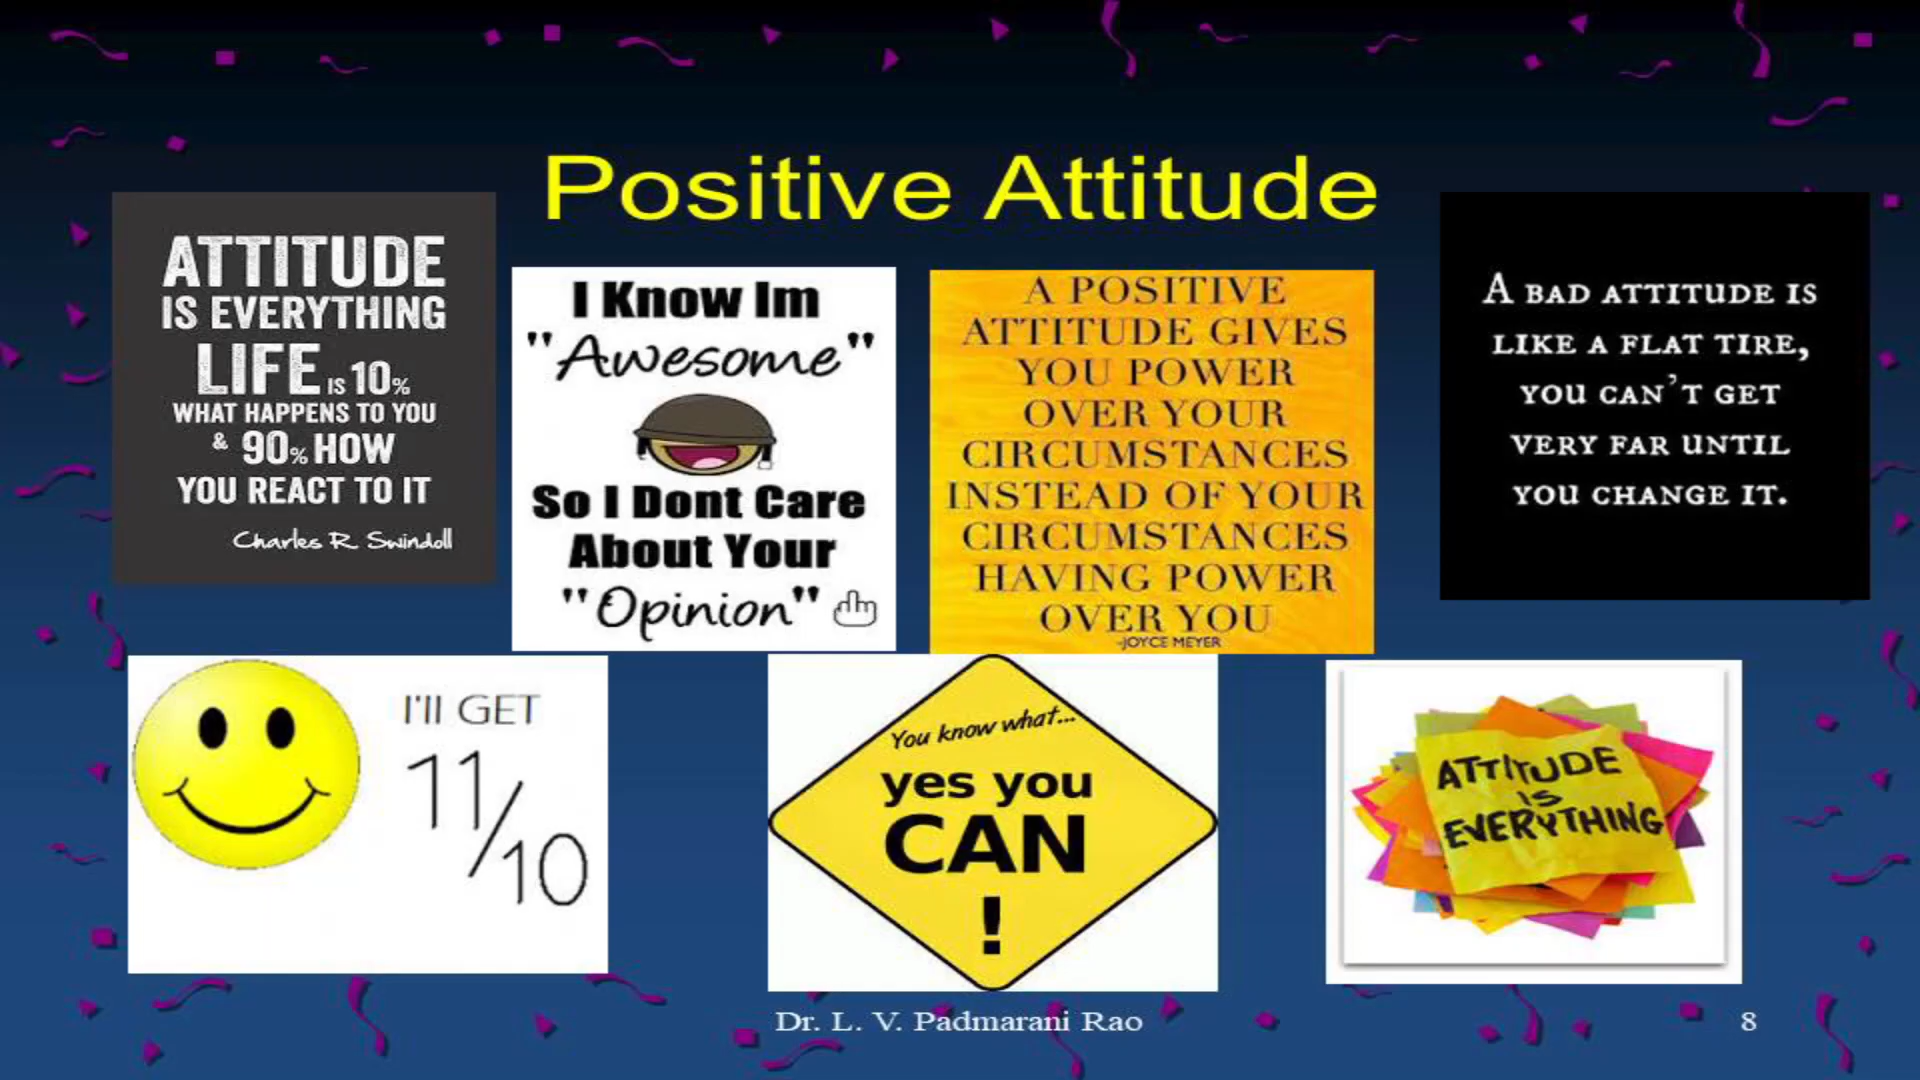 Positive Attitude
ATTITUDE
IS EVERYTHING
LIFE IS 10%
WHAT HAPPENS TO YOU
& 90% HOW
YOU REACT TO IT
Charles R. Swindoll
I Know Im
"Awesome"
So I Dont Care
About Your
"Opinion"
A POSITIVE
ATTITUDE GIVES
YOU POWER
OVER YOUR
CIRCUMSTANCES
INSTEAD OF YOUR
CIRCUMSTANCES
HAVING POWER
OVER YOU
-JOYCE MEYER
A BAD ATTITUDE IS
LIKE A FLAT TIRE,
YOU CAN'T GET
VERY FAR UNTIL
YOU CHANGE IT.
I'll GET
11/10
You know what...
yes you
CAN
!
ATTITUDE
IS
EVERYTHING
Dr. L. V. Padmarani Rao
8